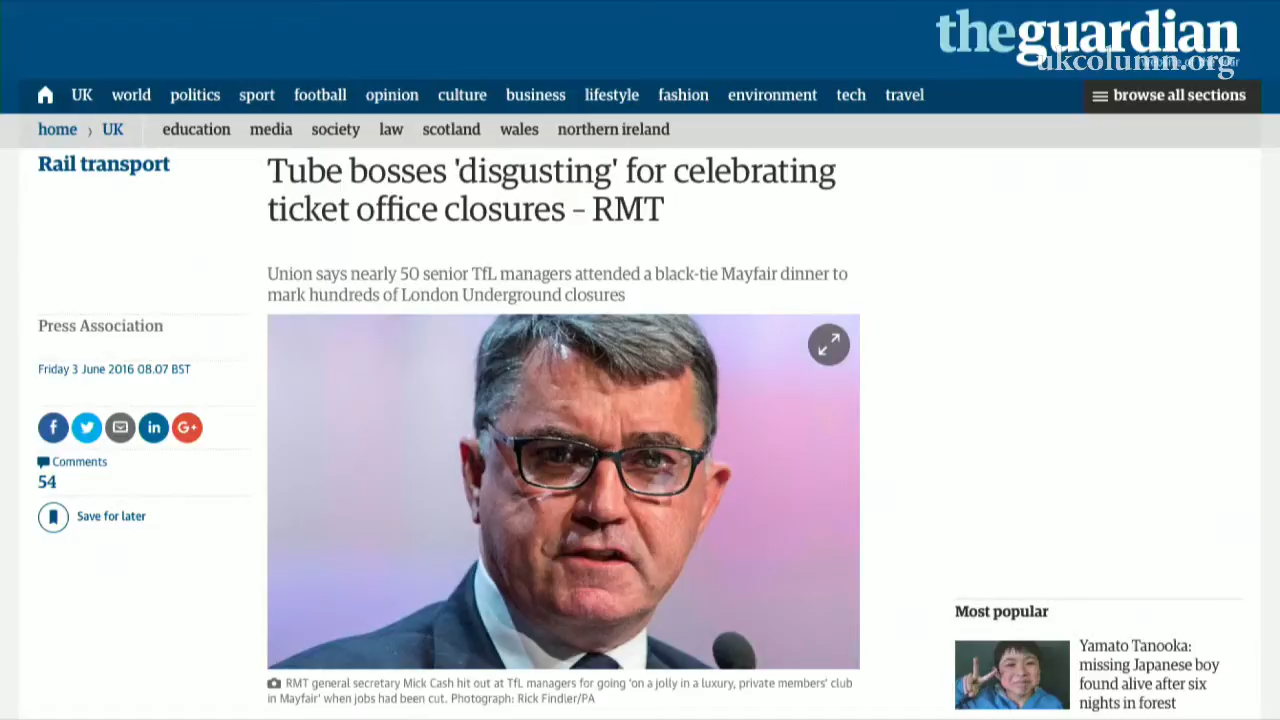 theguardian
ukcolumn.org
UK world politics sport football opinion culture business lifestyle fashion environment tech travel
browse all sections
home › UK education media society law scotland wales northern ireland
Rail transport
Tube bosses 'disgusting' for celebrating
ticket office closures – RMT
Union says nearly 50 senior TfL managers attended a black-tie Mayfair dinner to
mark hundreds of London Underground closures
Press Association
Friday 3 June 2016 08.07 BST
f in G+
Comments
54
Save for later
RMT general secretary Mick Cash hit out at TfL managers for going 'on a jolly in a luxury, private members' club
in Mayfair' when jobs had been cut. Photograph: Rick Findler/PA
Most popular
Yamato Tanooka:
missing Japanese boy
found alive after six
nights in forest